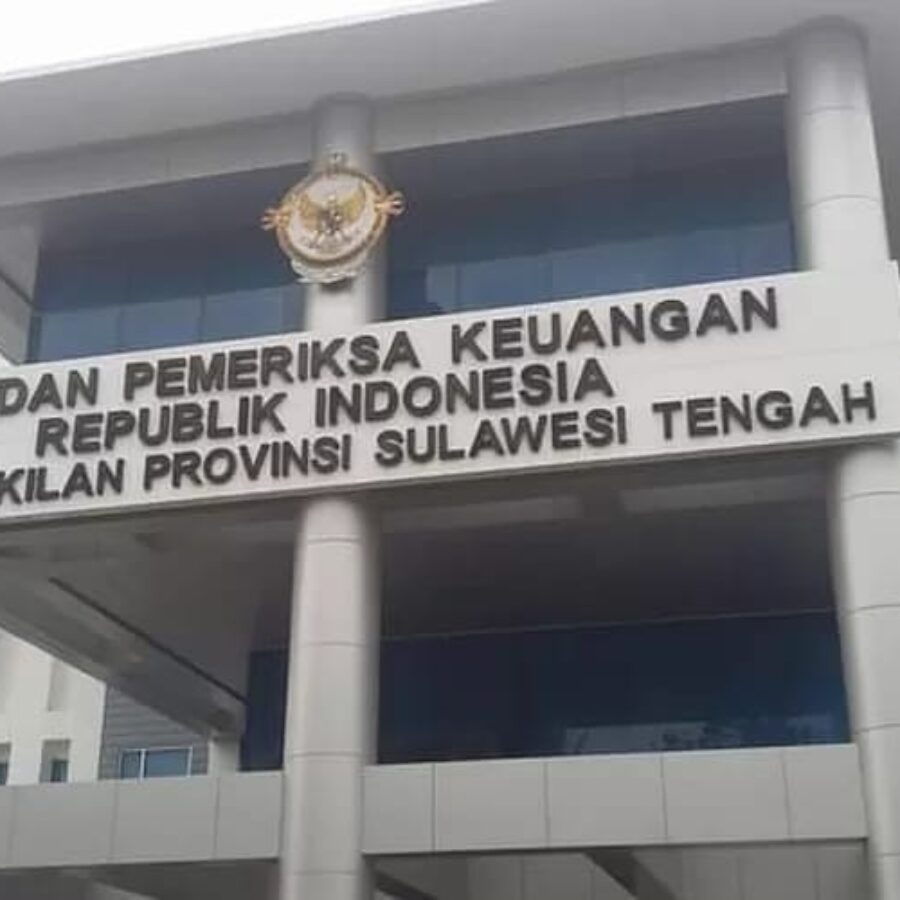 DAN PEMERIKSA KEUANGAN
REPUBLIK INDONESIA
KILAN PROVINSI SULAWESI TENGAH